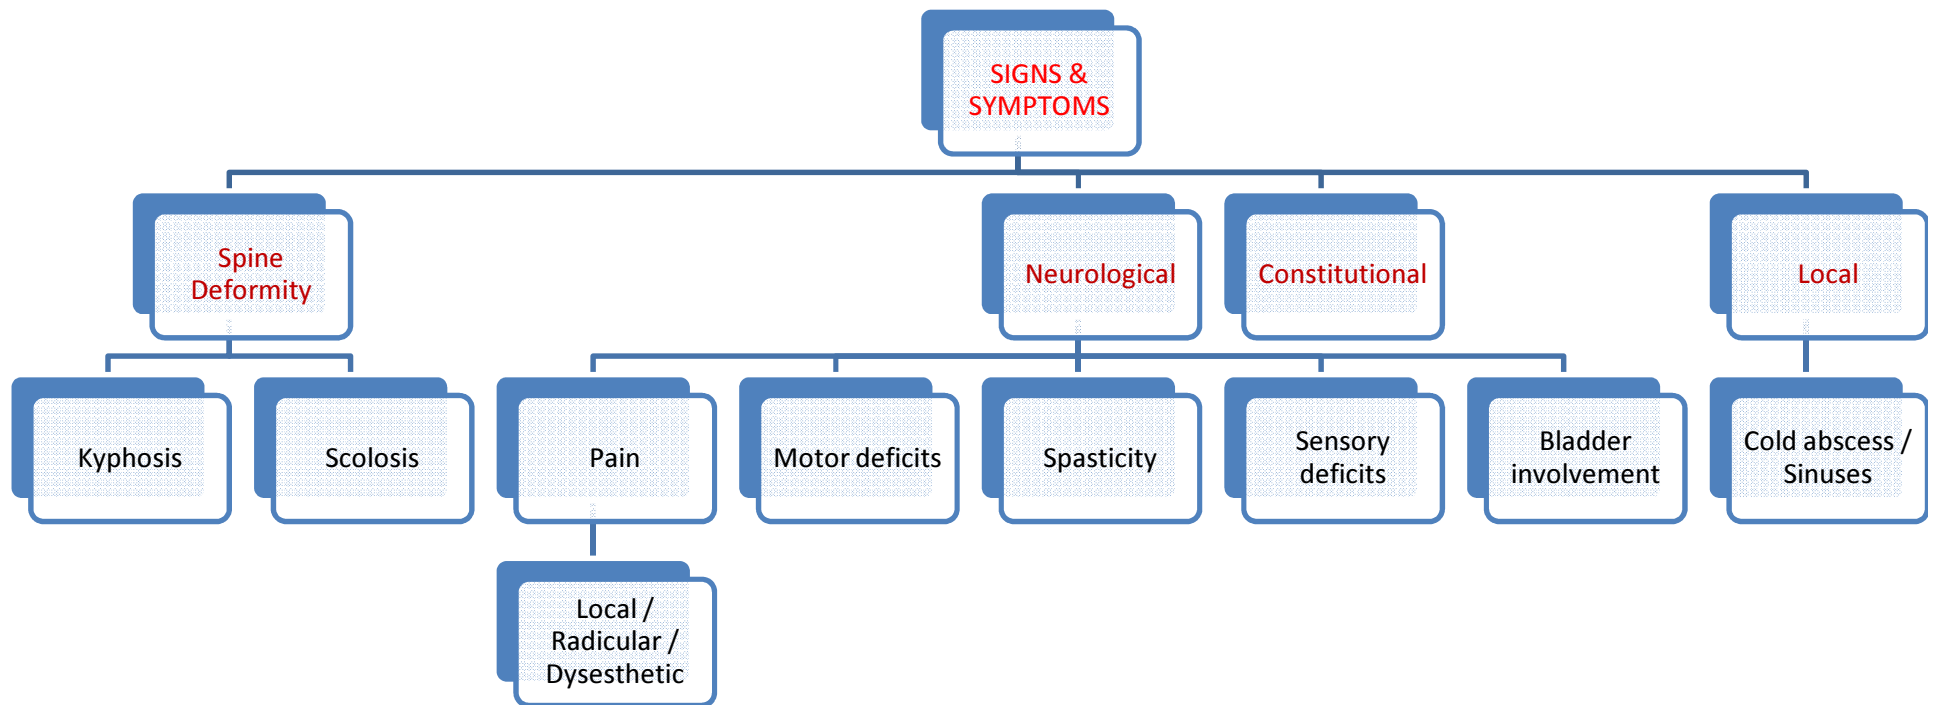 SIGNS &
SYMPTOMS
Spine
Deformity
Neurological
Constitutional
Local
Kyphosis
Scolosis
Pain
Motor deficits
Spasticity
Sensory
deficits
Bladder
involvement
Cold abscess /
Sinuses
Local /
Radicular /
Dysesthetic